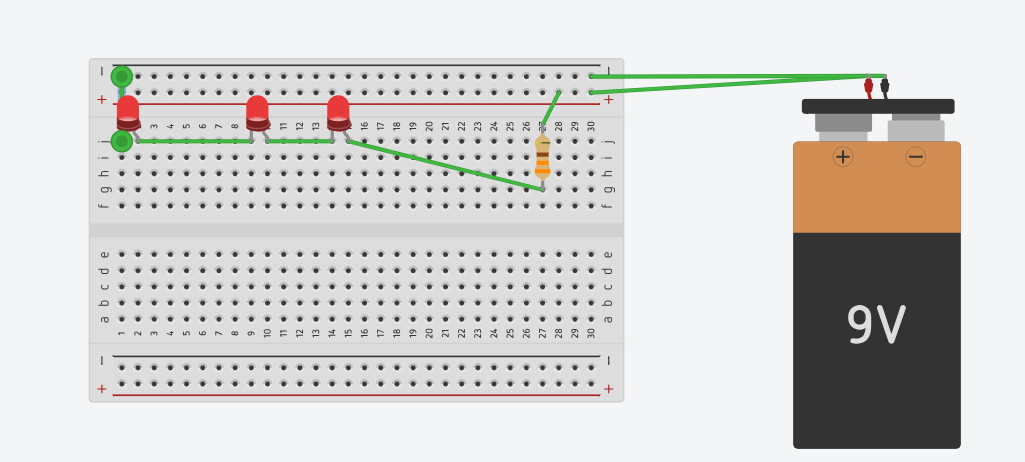 − −
+ +
3 4 5 6 7 8 11 12 13 16 17 18 19 20 21 22 23 24 25 26 27 28 29 30
j j
i i
h h
g g
f f
e e
d d
c c
b b
a a
1 2 3 4 5 6 7 8 9 10 11 12 13 14 15 16 17 18 19 20 21 22 23 24 25 26 27 28 29 30
− −
+ +
+ −
9V